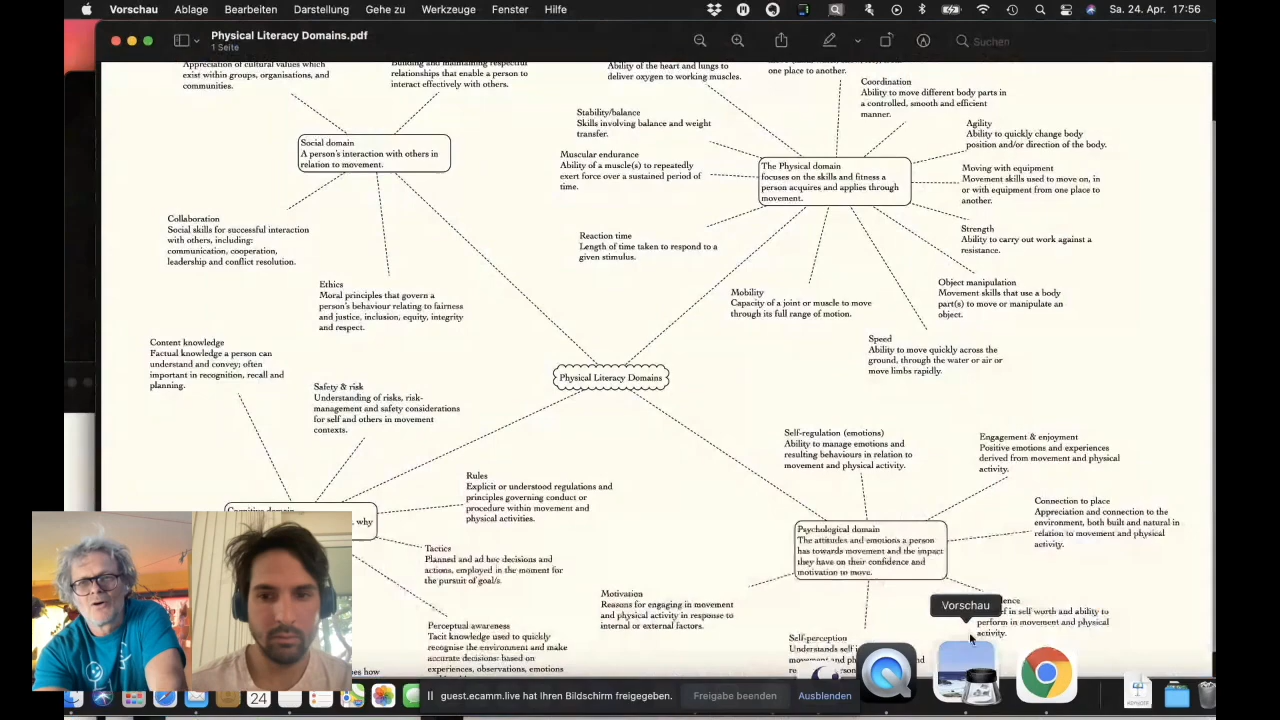 Vorschau Ablage Bearbeiten Darstellung Gehe zu Werkzeuge Fenster Hilfe
Sa. 24. Apr. 17:56
Physical Literacy Domains.pdf
1 Seite
Suchen
Appreciation of cultural values which
exist within groups, organisations, and
communities.
Building and maintaining respectful
relationships that enable a person to
interact effectively with others.
Ability of the heart and lungs to
deliver oxygen to working muscles.
one place to another.
Coordination
Ability to move different body parts in
a controlled, smooth and efficient
manner.
Stability/balance
Skills involving balance and weight
transfer.
Agility
Ability to quickly change body
position and/or direction of the body.
Social domain
A person's interaction with others in
relation to movement.
Muscular endurance
Ability of a muscle(s) to repeatedly
exert force over a sustained period of
time.
The Physical domain
focuses on the skills and fitness a
person acquires and applies through
movement.
Moving with equipment
Movement skills used to move on, in
or with equipment from one place to
another.
Collaboration
Social skills for successful interaction
with others, including:
communication, cooperation,
leadership and conflict resolution.
Reaction time
Length of time taken to respond to a
given stimulus.
Strength
Ability to carry out work against a
resistance.
Ethics
Moral principles that govern a
person's behaviour relating to fairness
and justice, inclusion, equity, integrity
and respect.
Mobility
Capacity of a joint or muscle to move
through its full range of motion.
Object manipulation
Movement skills that use a body
part(s) to move or manipulate an
object.
Content knowledge
Factual knowledge a person can
understand and convey; often
important in recognition, recall and
planning.
Speed
Ability to move quickly across the
ground, through the water or air or
move limbs rapidly.
Physical Literacy Domains
Safety & risk
Understanding of risks, risk-
management and safety considerations
for self and others in movement
contexts.
Self-regulation (emotions)
Ability to manage emotions and
resulting behaviours in relation to
movement and physical activity.
Engagement & enjoyment
Positive emotions and experiences
derived from movement and physical
activity.
Rules
Explicit or understood regulations and
principles governing conduct or
procedure within movement and
physical activities.
Connection to place
Appreciation and connection to the
environment, both built and natural in
relation to movement and physical
activity.
Cognitive domain
why
Psychological domain
The attitudes and emotions a person
has towards movement and the impact
they have on their confidence and
motivation to move.
Tactics
Planned and ad hoc decisions and
actions, employed in the moment for
the pursuit of goal/s.
Motivation
Reasons for engaging in movement
and physical activity in response to
internal or external factors.
in self worth and ability to
perform in movement and physical
activity.
Vorschau
Perceptual awareness
Tacit knowledge used to quickly
recognise the environment and make
accurate decisions: based on
experiences, observations, emotions
Self-perception
Understands self
es how
24
guest.ecamm.live hat Ihren Bildschirm freigegeben.
Freigabe beenden
Ausblenden